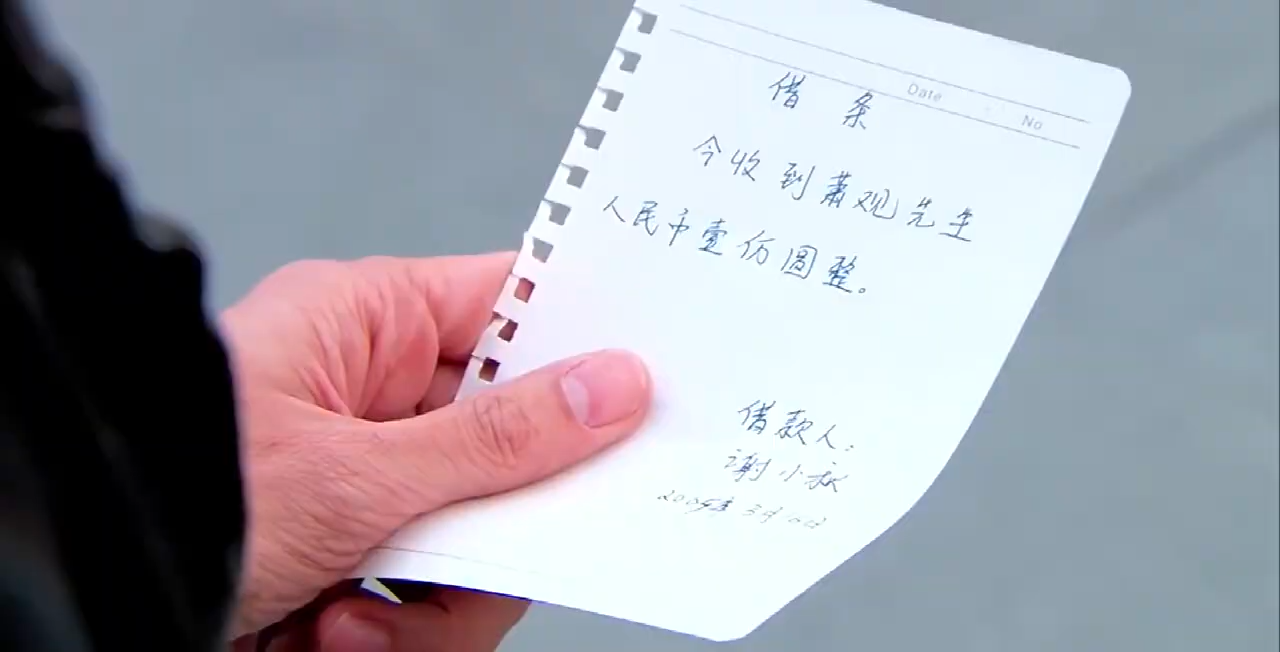 Date
No
借条
今收到萧观先生
人民币壹仟圆整。
借款人：
谢小秋